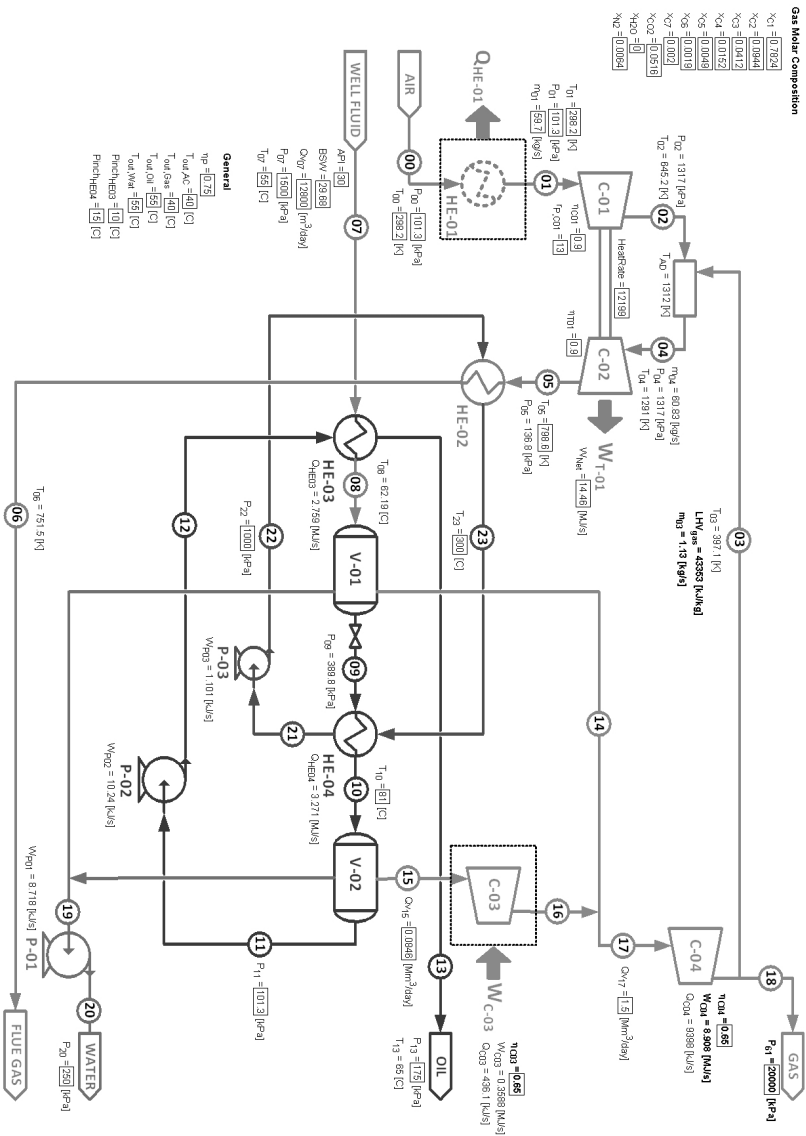 Gas Molar Composition
xC1 = 0.7824
xC2 = 0.0944
xC3 = 0.0412
xC4 = 0.0152
xC5 = 0.0049
xC6 = 0.0019
xC7 = 0.002
xCO2 = 0.0516
xH2O = 0
xN2 = 0.0064
T03 = 397.1 [K]
LHVgas = 43353 [kJ/kg]
m03 = 1.13 [kg/s]
03
18
GAS
P61 = 20000 [kPa]
C-04
ηC04 = 0.65
WC04 = 8.908 [MJ/s]
QC04 = 9398 [kJ/s]
P02 = 1317 [kPa]
T02 = 645.2 [K]
02
TAD = 1312 [K]
04
m04 = 60.83 [kg/s]
P04 = 1317 [kPa]
T04 = 1291 [K]
17
QV17 = 1.5 [Mm³/day]
14
C-01
HeatRate = 12199
C-02
WT-01
WNet = 14.46 [MJ/s]
ηC01 = 0.9
rP,C01 = 13
ηT01 = 0.9
16
T01 = 298.2 [K]
P01 = 101.3 [kPa]
m01 = 59.7 [kg/s]
01
05
T05 = 798.6 [K]
P05 = 136.8 [kPa]
C-03
WC-03
ηC03 = 0.65
WC03 = 0.3588 [MJ/s]
QC03 = 436.1 [kJ/s]
QHE-01
HE-01
HE-02
T23 = 300 [C]
23
AIR
00
P00 = 101.3 [kPa]
T00 = 298.2 [K]
15
QV15 = 0.0846 [Mm³/day]
13
OIL
P13 = 175 [kPa]
T13 = 65 [C]
WELL FLUID
07
API = 30
BSW = 29.68
QV07 = 12800 [m³/day]
P07 = 1500 [kPa]
T07 = 55 [C]
T08 = 62.19 [C]
08
HE-03
QHE03 = 2.759 [MJ/s]
V-01
09
P09 = 389.8 [kPa]
T10 = 81 [C]
10
HE-04
QHE04 = 3.271 [MJ/s]
V-02
21
22
P22 = 1000 [kPa]
P-03
WP03 = 1.101 [kJ/s]
11
P11 = 101.3 [kPa]
12
P-02
WP02 = 10.24 [kJ/s]
General
ηP = 0.75
Tout,AC = 40 [C]
Tout,Gas = 40 [C]
Tout,Oil = 55 [C]
Tout,Wat = 55 [C]
PinchHE03 = 10 [C]
PinchHE04 = 15 [C]
19
20
WATER
P20 = 250 [kPa]
WP01 = 8.718 [kJ/s]
P-01
T06 = 751.5 [K]
06
FLUE GAS